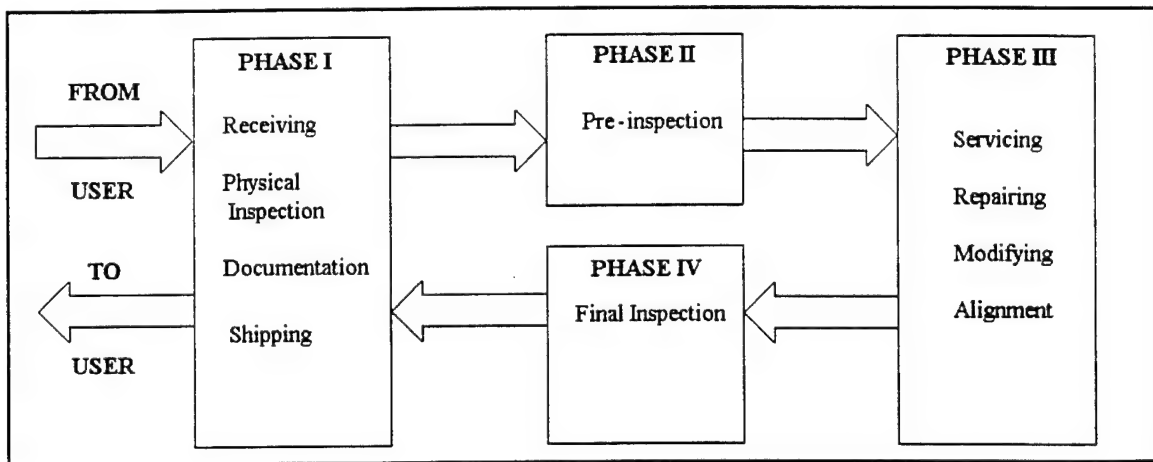 FROM
USER
TO
USER
PHASE I
Receiving
Physical
Inspection
Documentation
Shipping
PHASE II
Pre-inspection
PHASE III
Servicing
Repairing
Modifying
Alignment
PHASE IV
Final Inspection